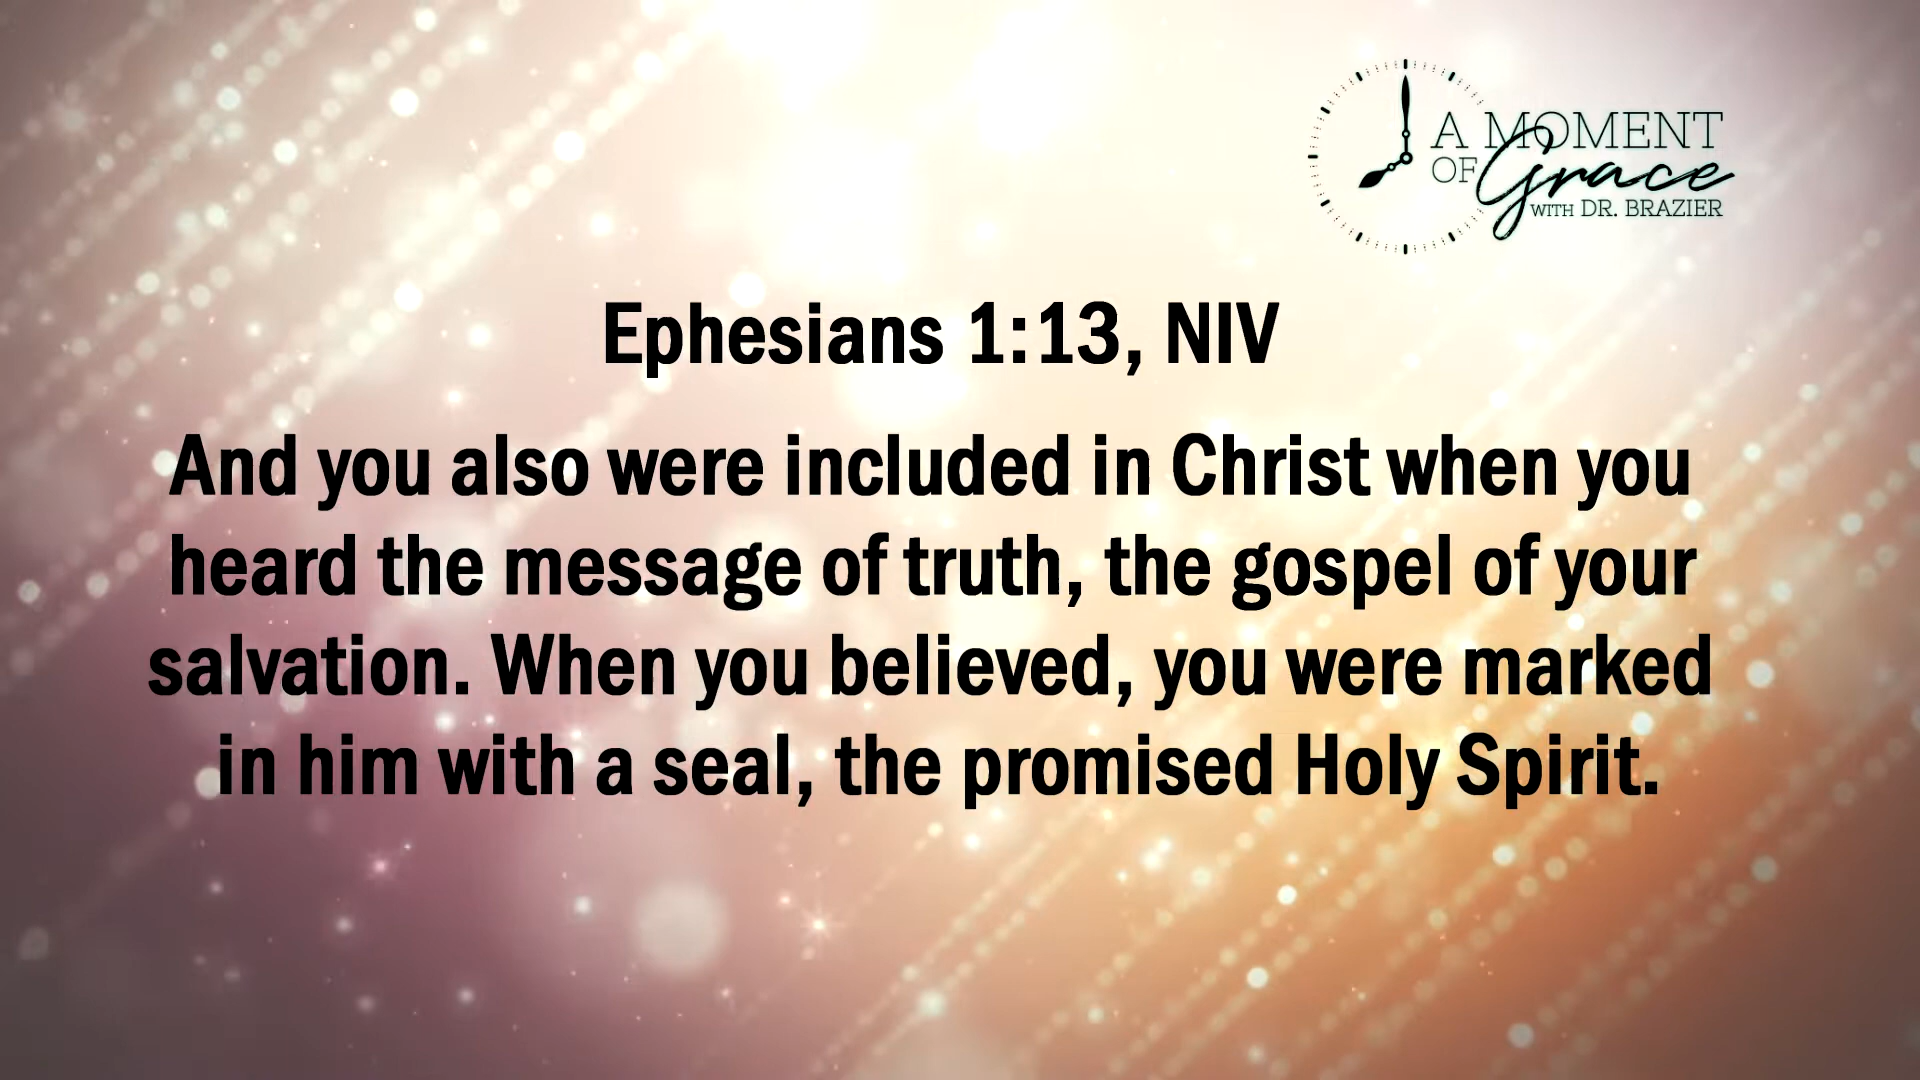 A MOMENT
OF Grace
WITH DR. BRAZIER
Ephesians 1:13, NIV
And you also were included in Christ when you
heard the message of truth, the gospel of your
salvation. When you believed, you were marked
in him with a seal, the promised Holy Spirit.